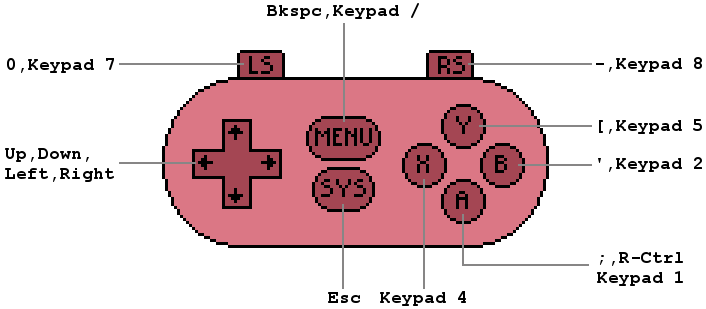 Bkspc,Keypad /
0,Keypad 7
LS
RS
-,Keypad 8
MENU
Y
[,Keypad 5
Up,Down,
Left,Right
X
B
',Keypad 2
SYS
A
;,R-Ctrl
Keypad 1
Esc
Keypad 4